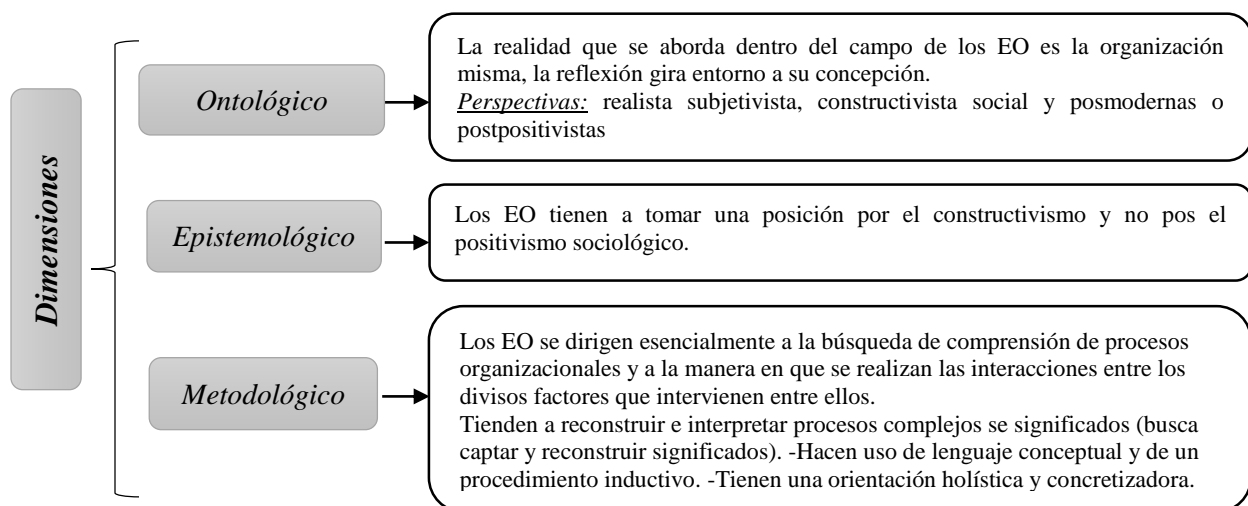 Dimensiones
Ontológico
La realidad que se aborda dentro del campo de los EO es la organización
misma, la reflexión gira entorno a su concepción.
Perspectivas: realista subjetivista, constructivista social y posmodernas o
postpositivistas
Epistemológico
Los EO tienen a tomar una posición por el constructivismo y no pos el
positivismo sociológico.
Metodológico
Los EO se dirigen esencialmente a la búsqueda de comprensión de procesos
organizacionales y a la manera en que se realizan las interacciones entre los
divisos factores que intervienen entre ellos.
Tienden a reconstruir e interpretar procesos complejos se significados (busca
captar y reconstruir significados). -Hacen uso de lenguaje conceptual y de un
procedimiento inductivo. -Tienen una orientación holística y concretizadora.